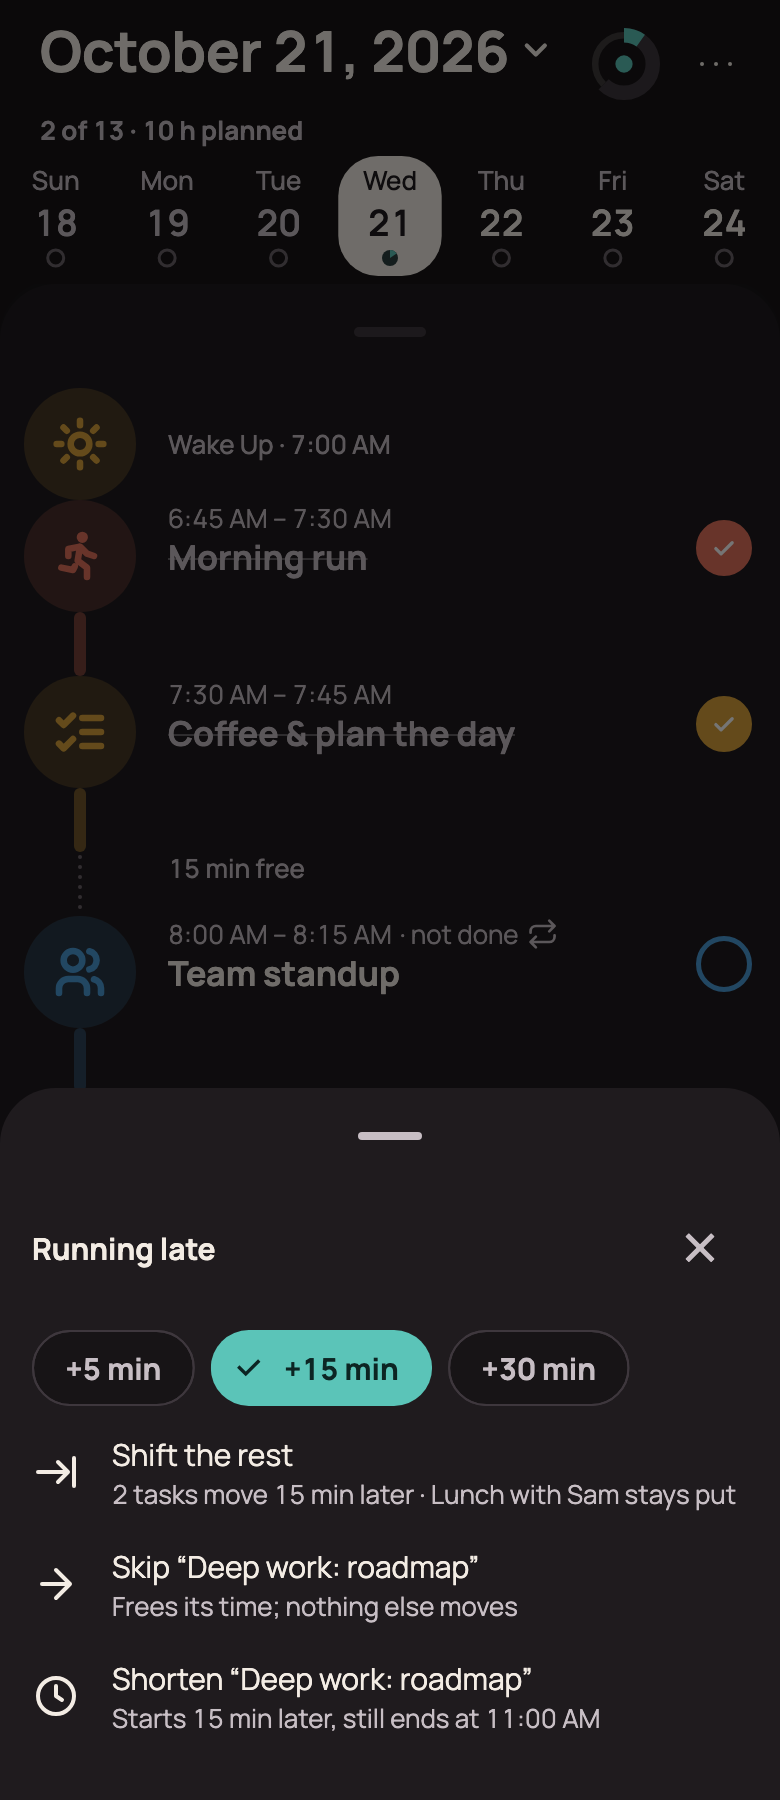 October 21, 2026
...
2 of 13 · 10 h planned
Sun Mon Tue Wed Thu Fri Sat
18 19 20 21 22 23 24
Wake Up · 7:00 AM
6:45 AM – 7:30 AM
Morning run
7:30 AM – 7:45 AM
Coffee & plan the day
15 min free
8:00 AM – 8:15 AM · not done
Team standup
Running late
+5 min +15 min +30 min
Shift the rest
2 tasks move 15 min later · Lunch with Sam stays put
Skip “Deep work: roadmap”
Frees its time; nothing else moves
Shorten “Deep work: roadmap”
Starts 15 min later, still ends at 11:00 AM